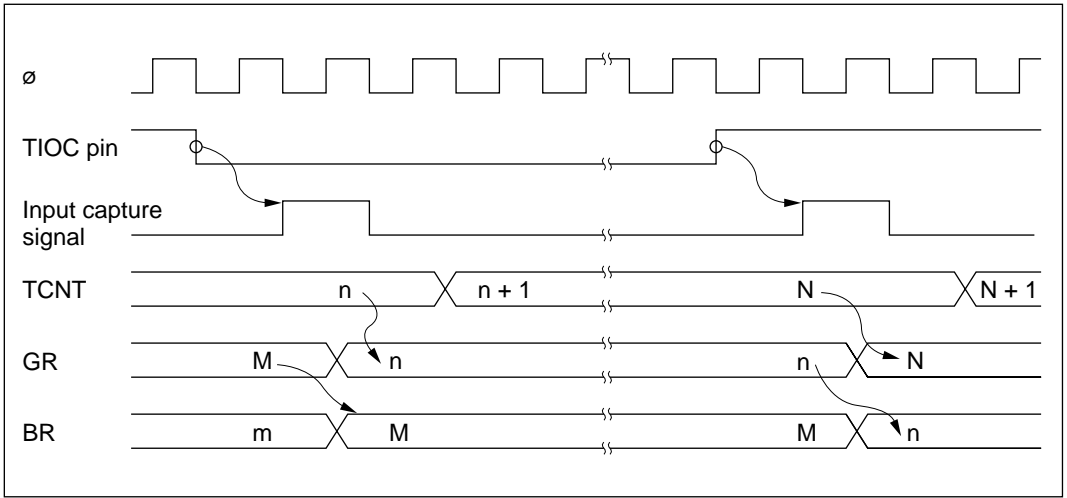 ø
TIOC pin
Input capture
signal
TCNT n n + 1 N N + 1
GR M n n N
BR m M M n